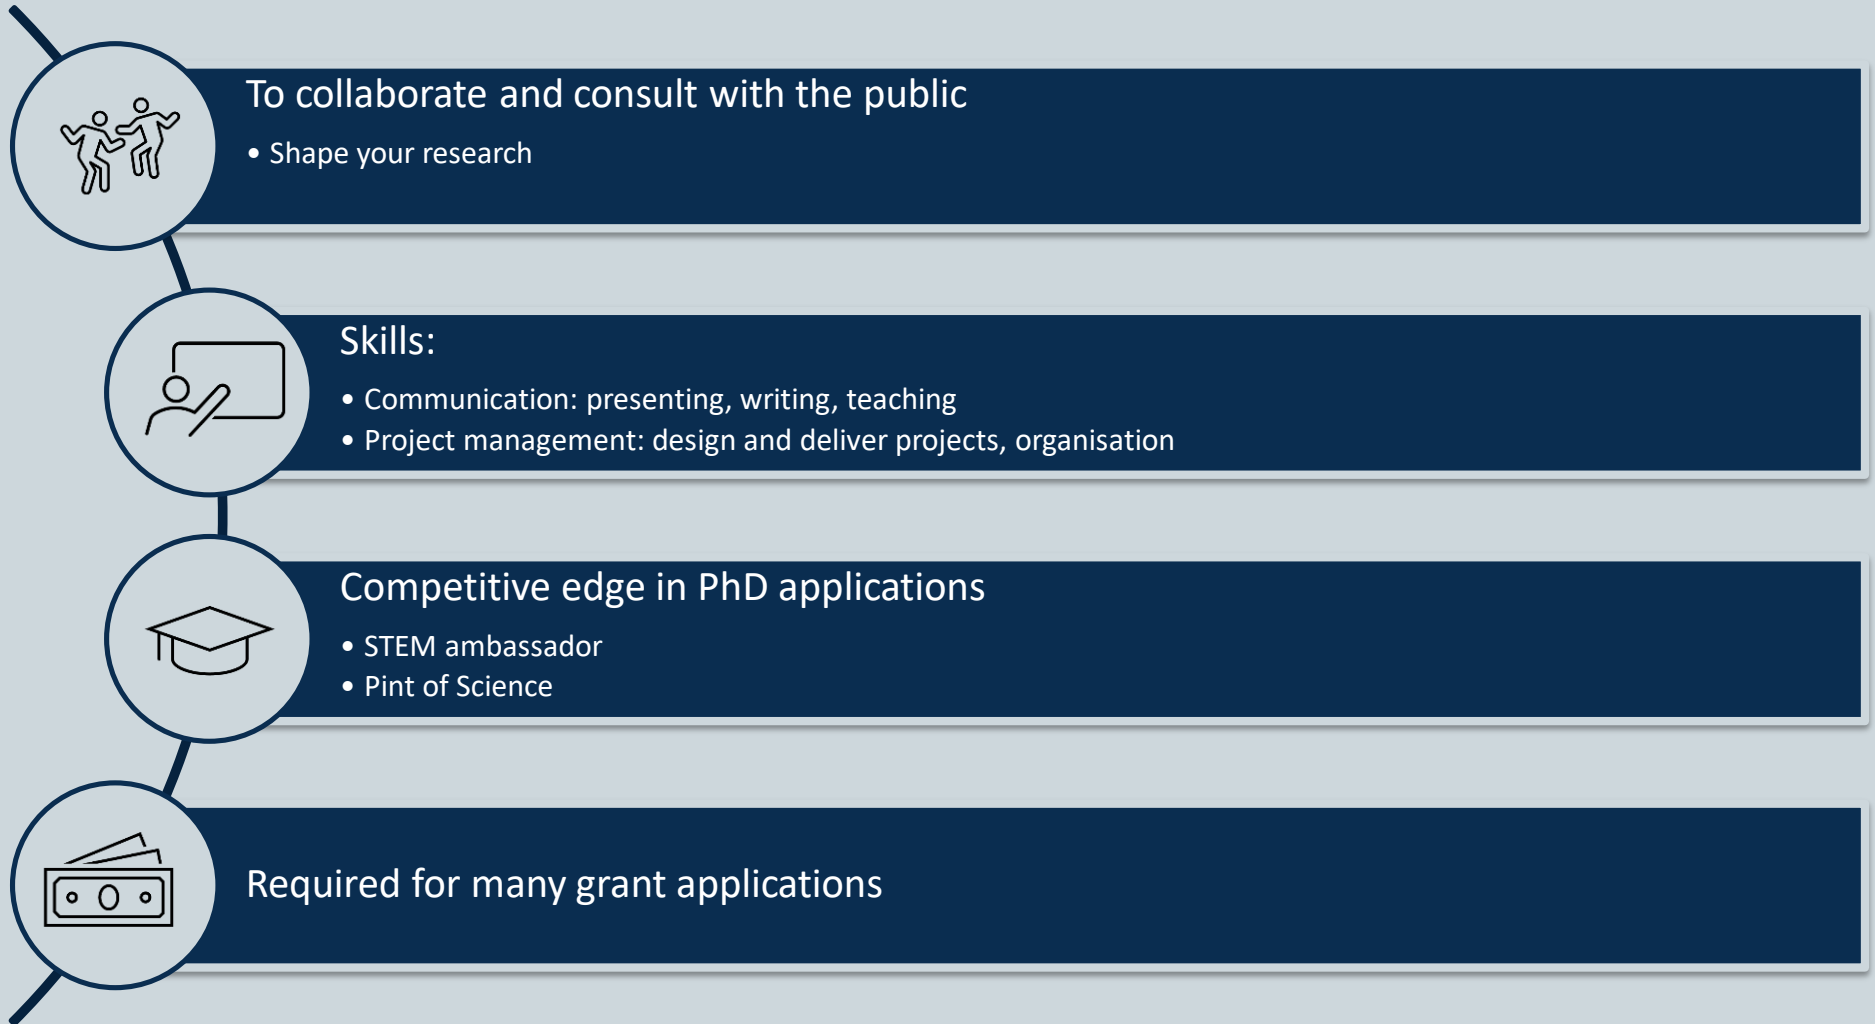 To collaborate and consult with the public
• Shape your research
Skills:
• Communication: presenting, writing, teaching
• Project management: design and deliver projects, organisation
Competitive edge in PhD applications
• STEM ambassador
• Pint of Science
Required for many grant applications